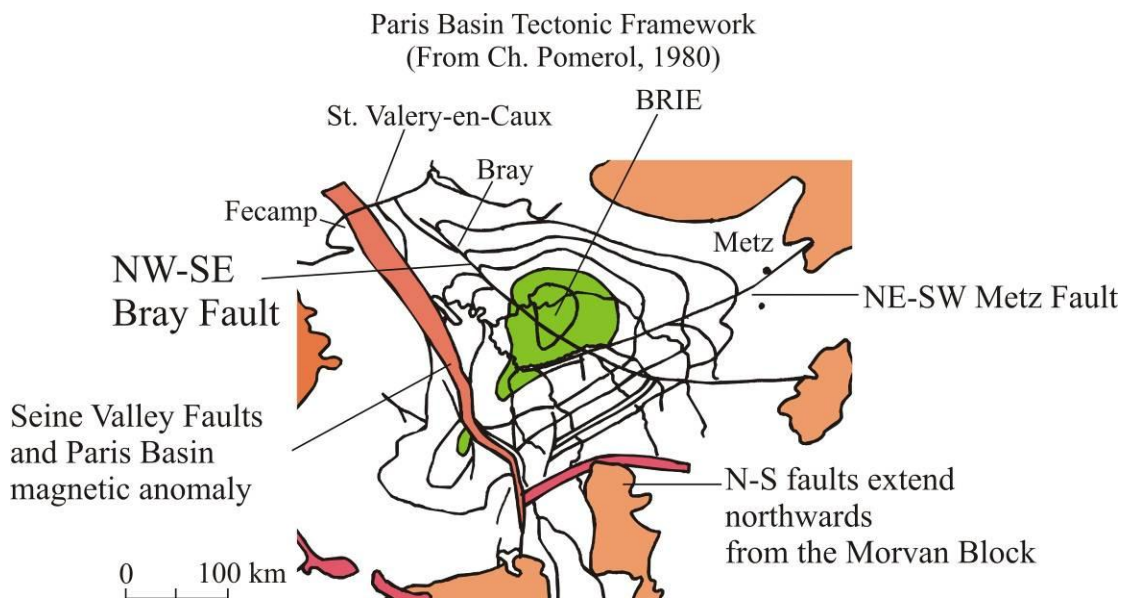 Paris Basin Tectonic Framework
(From Ch. Pomerol, 1980)
BRIE
St. Valery-en-Caux
Bray
Fecamp
Metz
NW-SE
Bray Fault
NE-SW Metz Fault
Seine Valley Faults
and Paris Basin
magnetic anomaly
N-S faults extend
northwards
from the Morvan Block
0 100 km